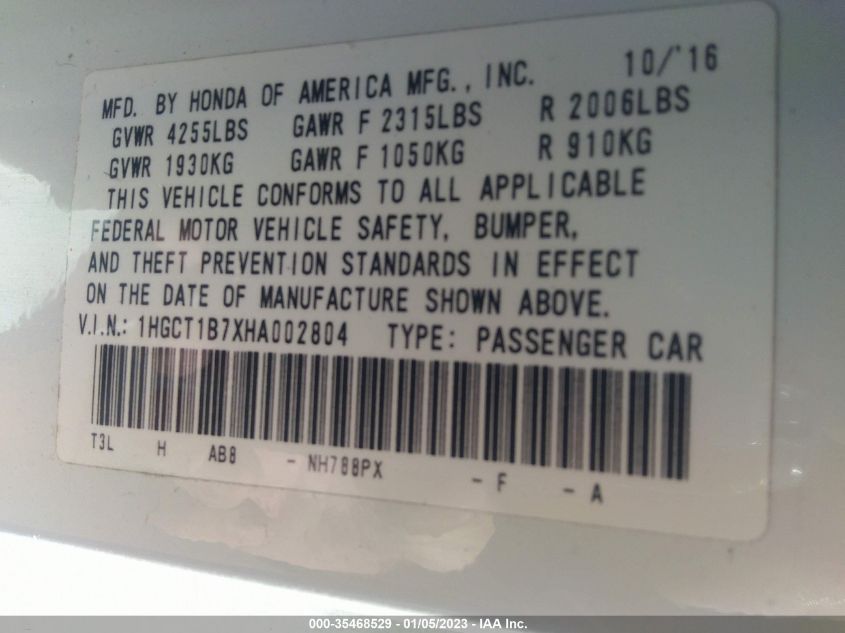 MFD. BY HONDA OF AMERICA MFG., INC. 10/'16
GVWR 4255LBS GAWR F 2315LBS R 2006LBS
GVWR 1930KG GAWR F 1050KG R 910KG
THIS VEHICLE CONFORMS TO ALL APPLICABLE
FEDERAL MOTOR VEHICLE SAFETY, BUMPER,
AND THEFT PREVENTION STANDARDS IN EFFECT
ON THE DATE OF MANUFACTURE SHOWN ABOVE.
V.I.N.: 1HGCT1B7XHA002804 TYPE: PASSENGER CAR
T3L H AB8 - NH788PX - F - A
000-35468529 - 01/05/2023 - IAA Inc.